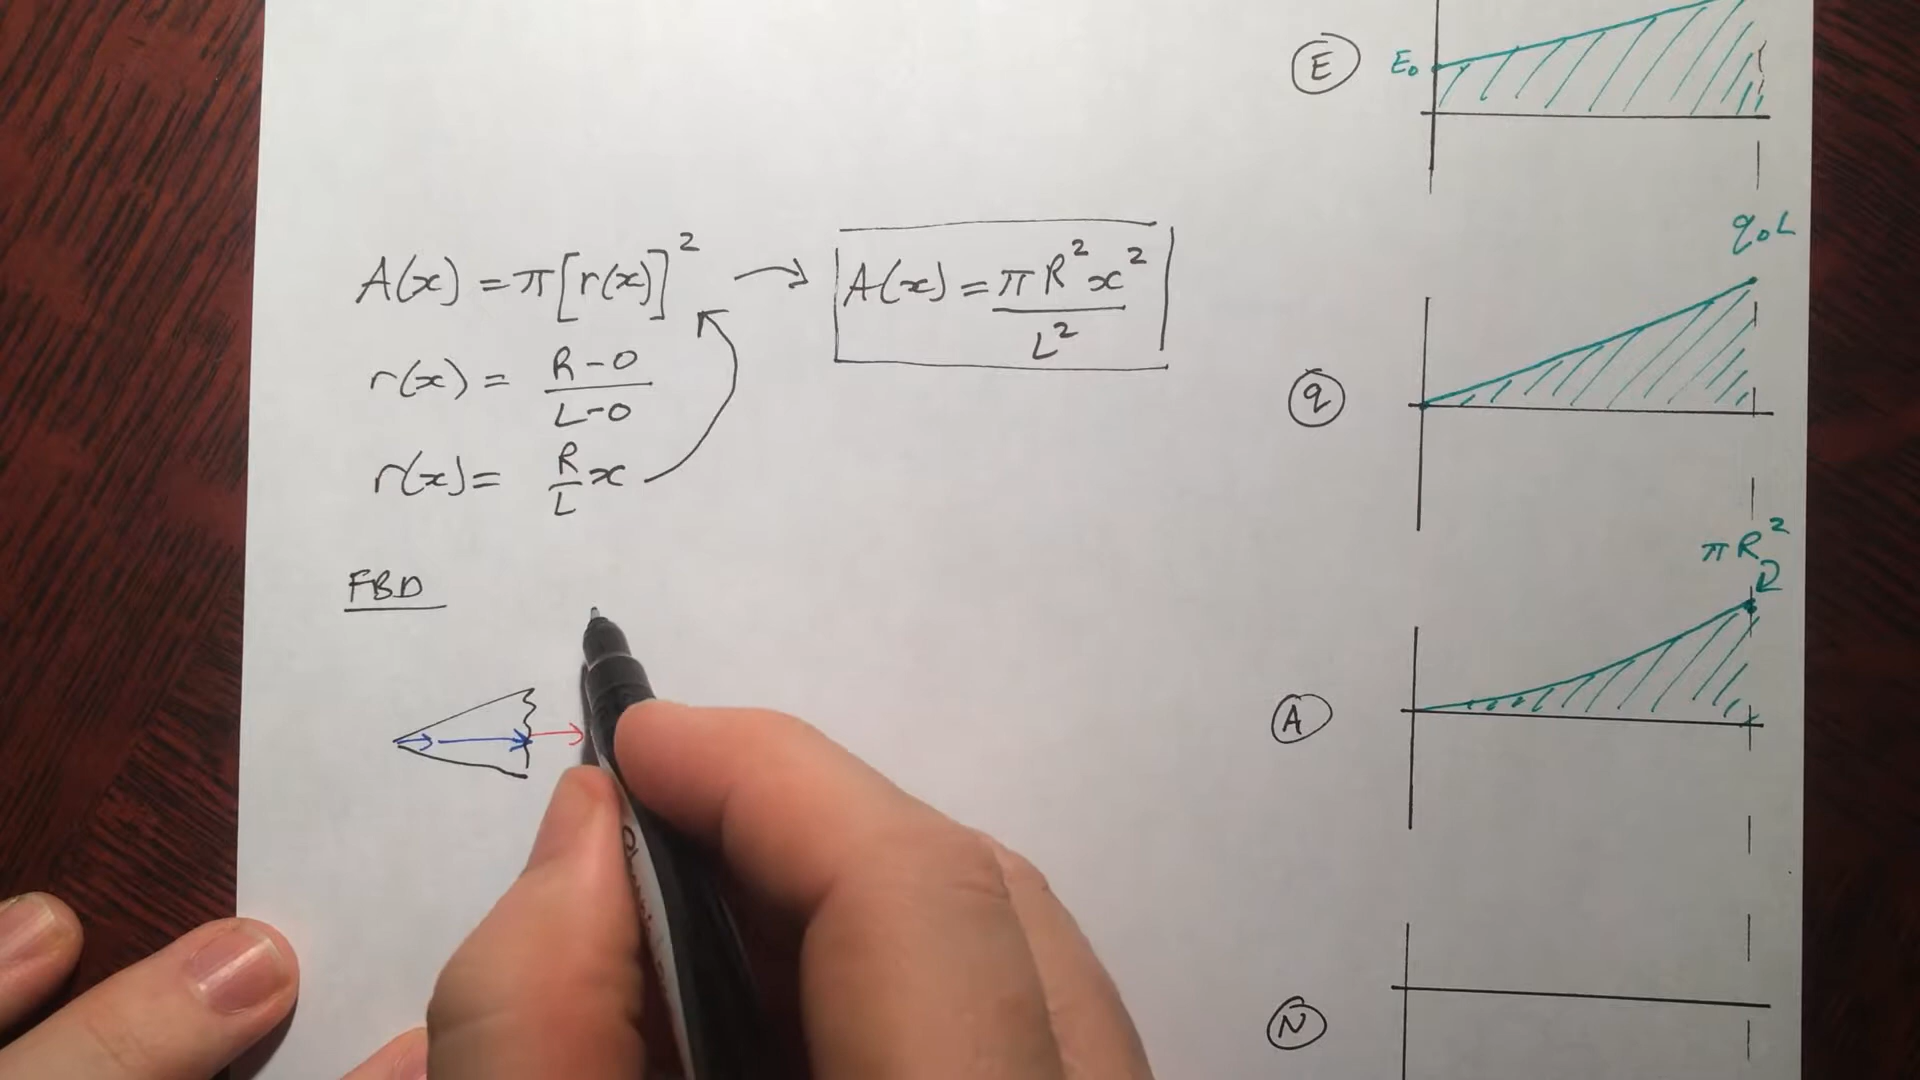 E
E₀
q₀L
A(x) = π[r(x)]² → A(x) = πR²x² / L²
r(x) = R-0 / L-0
q
r(x) = R/L x
πR²
FBD
A
N